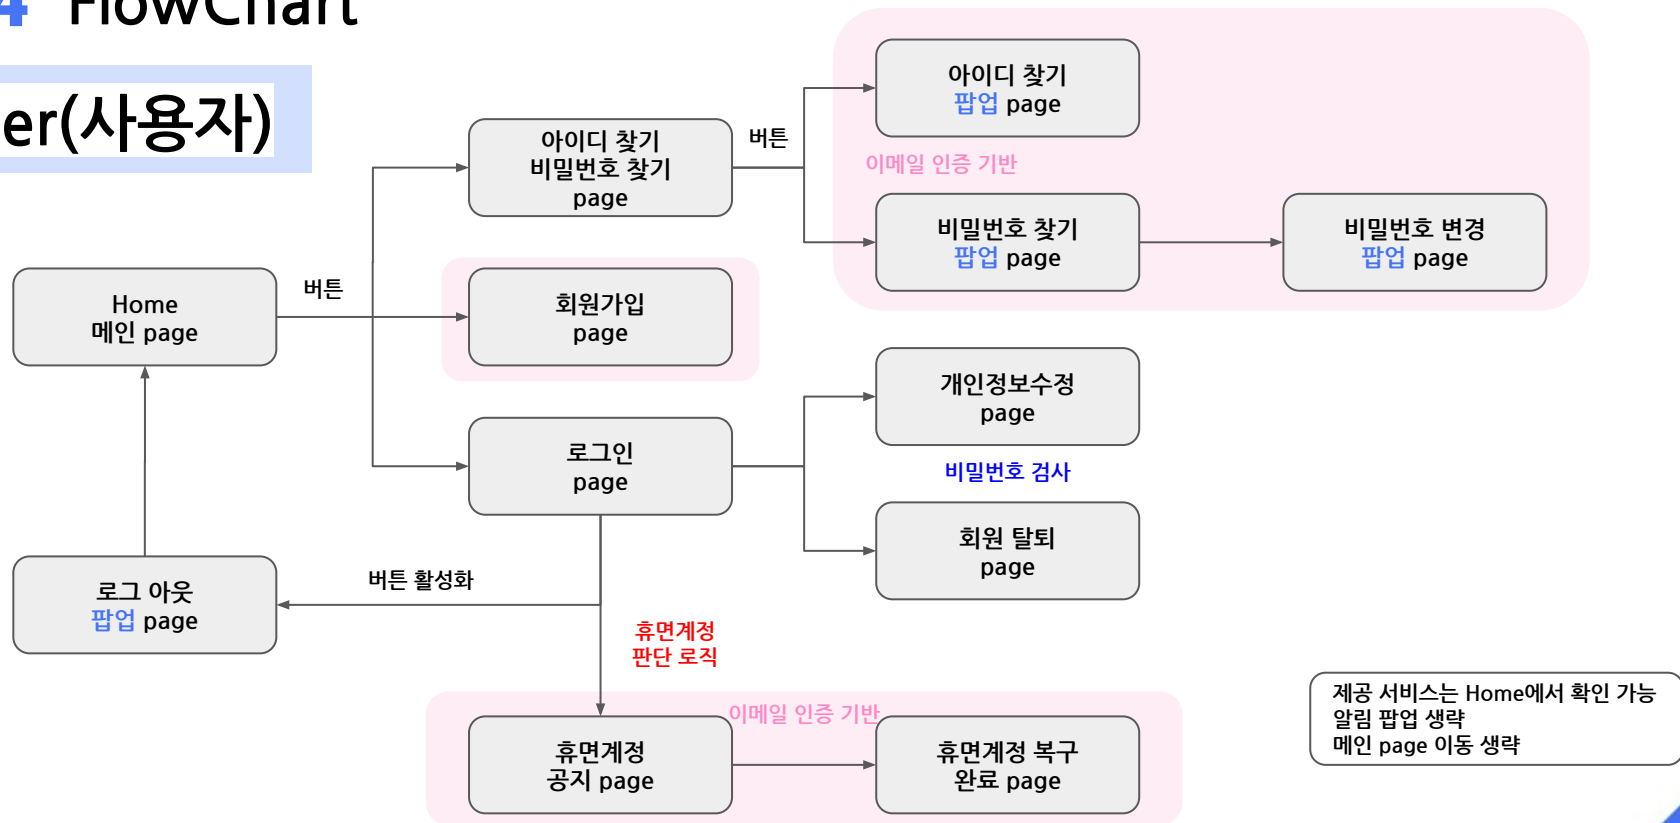 4 FlowChart
er(사용자)
아이디 찾기
팝업 page
아이디 찾기
비밀번호 찾기
page
버튼
이메일 인증 기반
비밀번호 찾기
팝업 page
비밀번호 변경
팝업 page
Home
메인 page
버튼
회원가입
page
개인정보수정
page
로그인
page
비밀번호 검사
회원 탈퇴
page
로그 아웃
팝업 page
버튼 활성화
휴면계정
판단 로직
이메일 인증 기반
휴면계정
공지 page
휴면계정 복구
완료 page
제공 서비스는 Home에서 확인 가능
알림 팝업 생략
메인 page 이동 생략